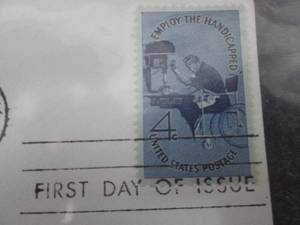 EMPLOY THE HANDICAPPED
4¢
UNITED STATES POSTAGE
FIRST DAY OF ISSUE